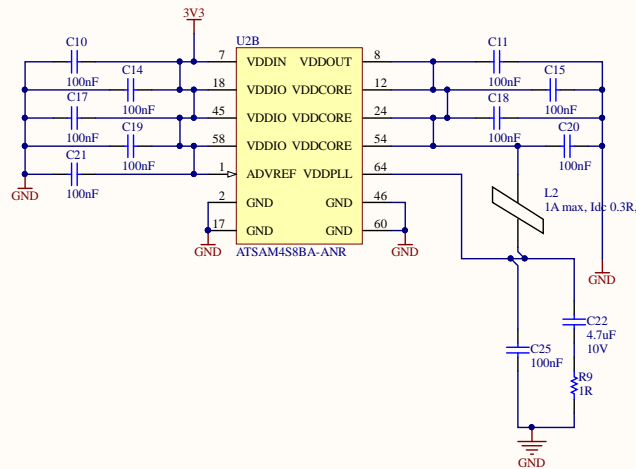 3V3
U2B
C10
100nF
7
VDDIN
VDDOUT
8
C11
100nF
C14
100nF
18
VDDIO
VDDCORE
12
C15
100nF
C17
100nF
45
VDDIO
VDDCORE
24
C18
100nF
C19
100nF
58
VDDIO
VDDCORE
54
C20
100nF
C21
100nF
1
ADVREF
VDDPLL
64
GND
2
GND
GND
46
17
GND
GND
60
GND
ATSAM4S8BA-ANR
GND
L2
1A max, Idc 0.3R,
GND
C22
4.7uF
10V
C25
100nF
R9
1R
GND